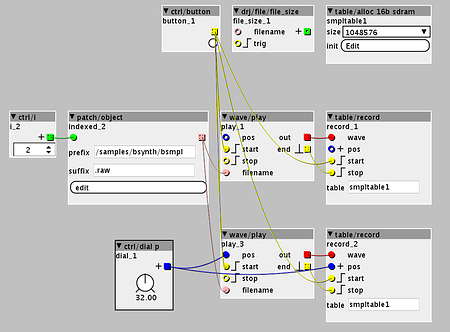 ▼ctrl/button
button_1
▼drj/file/file_size
file_size_1
filename +
trig
▼table/alloc 16b sdram
smpltable1
size 1048576 ▼
init Edit
▼ctrl/i
i_2
+
2
▼patch/object
indexed_2
prefix /samples/bsynth/bsmpl
suffix .raw
edit
▼wave/play
play_1
pos out
start end
stop
filename
▼table/record
record_1
wave
+ pos
start
stop
table smpltable1
▼ctrl/dial p
dial_1
+
32.00
▼wave/play
play_3
pos out
start end
stop
filename
▼table/record
record_2
wave
+ pos
start
stop
table smpltable1